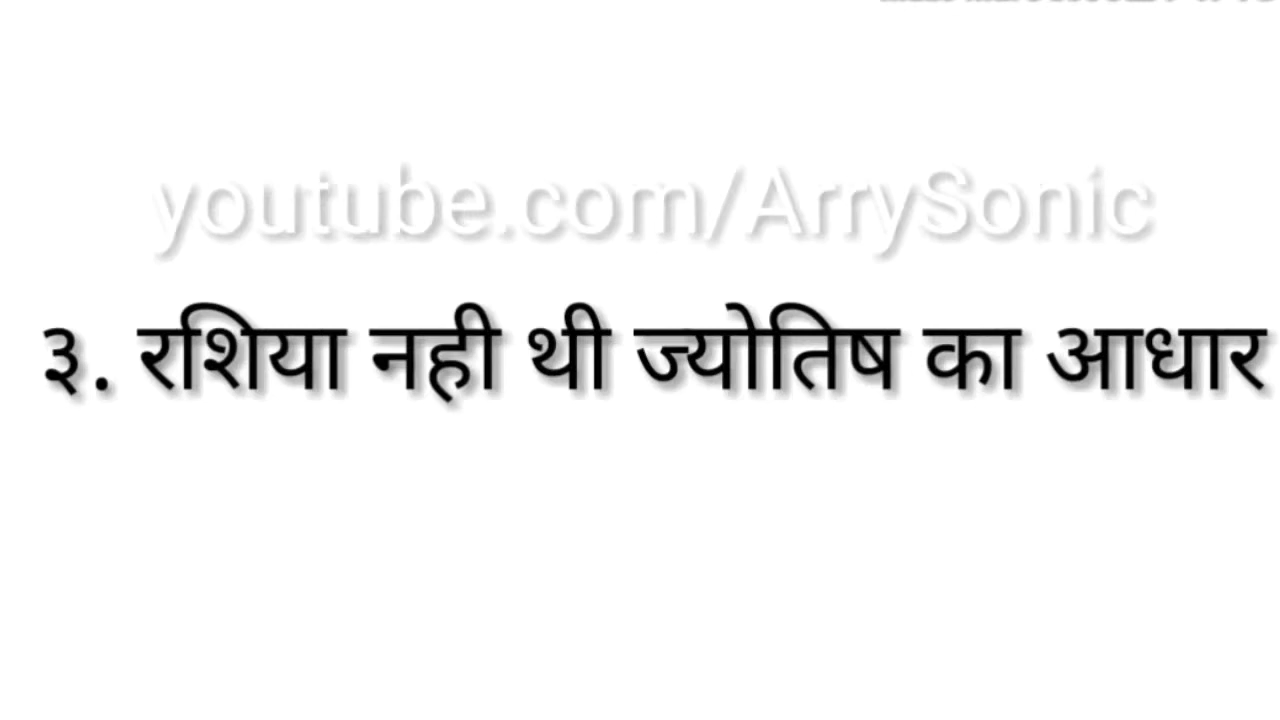 youtube.com/ArrySonic
३. रशिया नही थी ज्योतिष का आधार